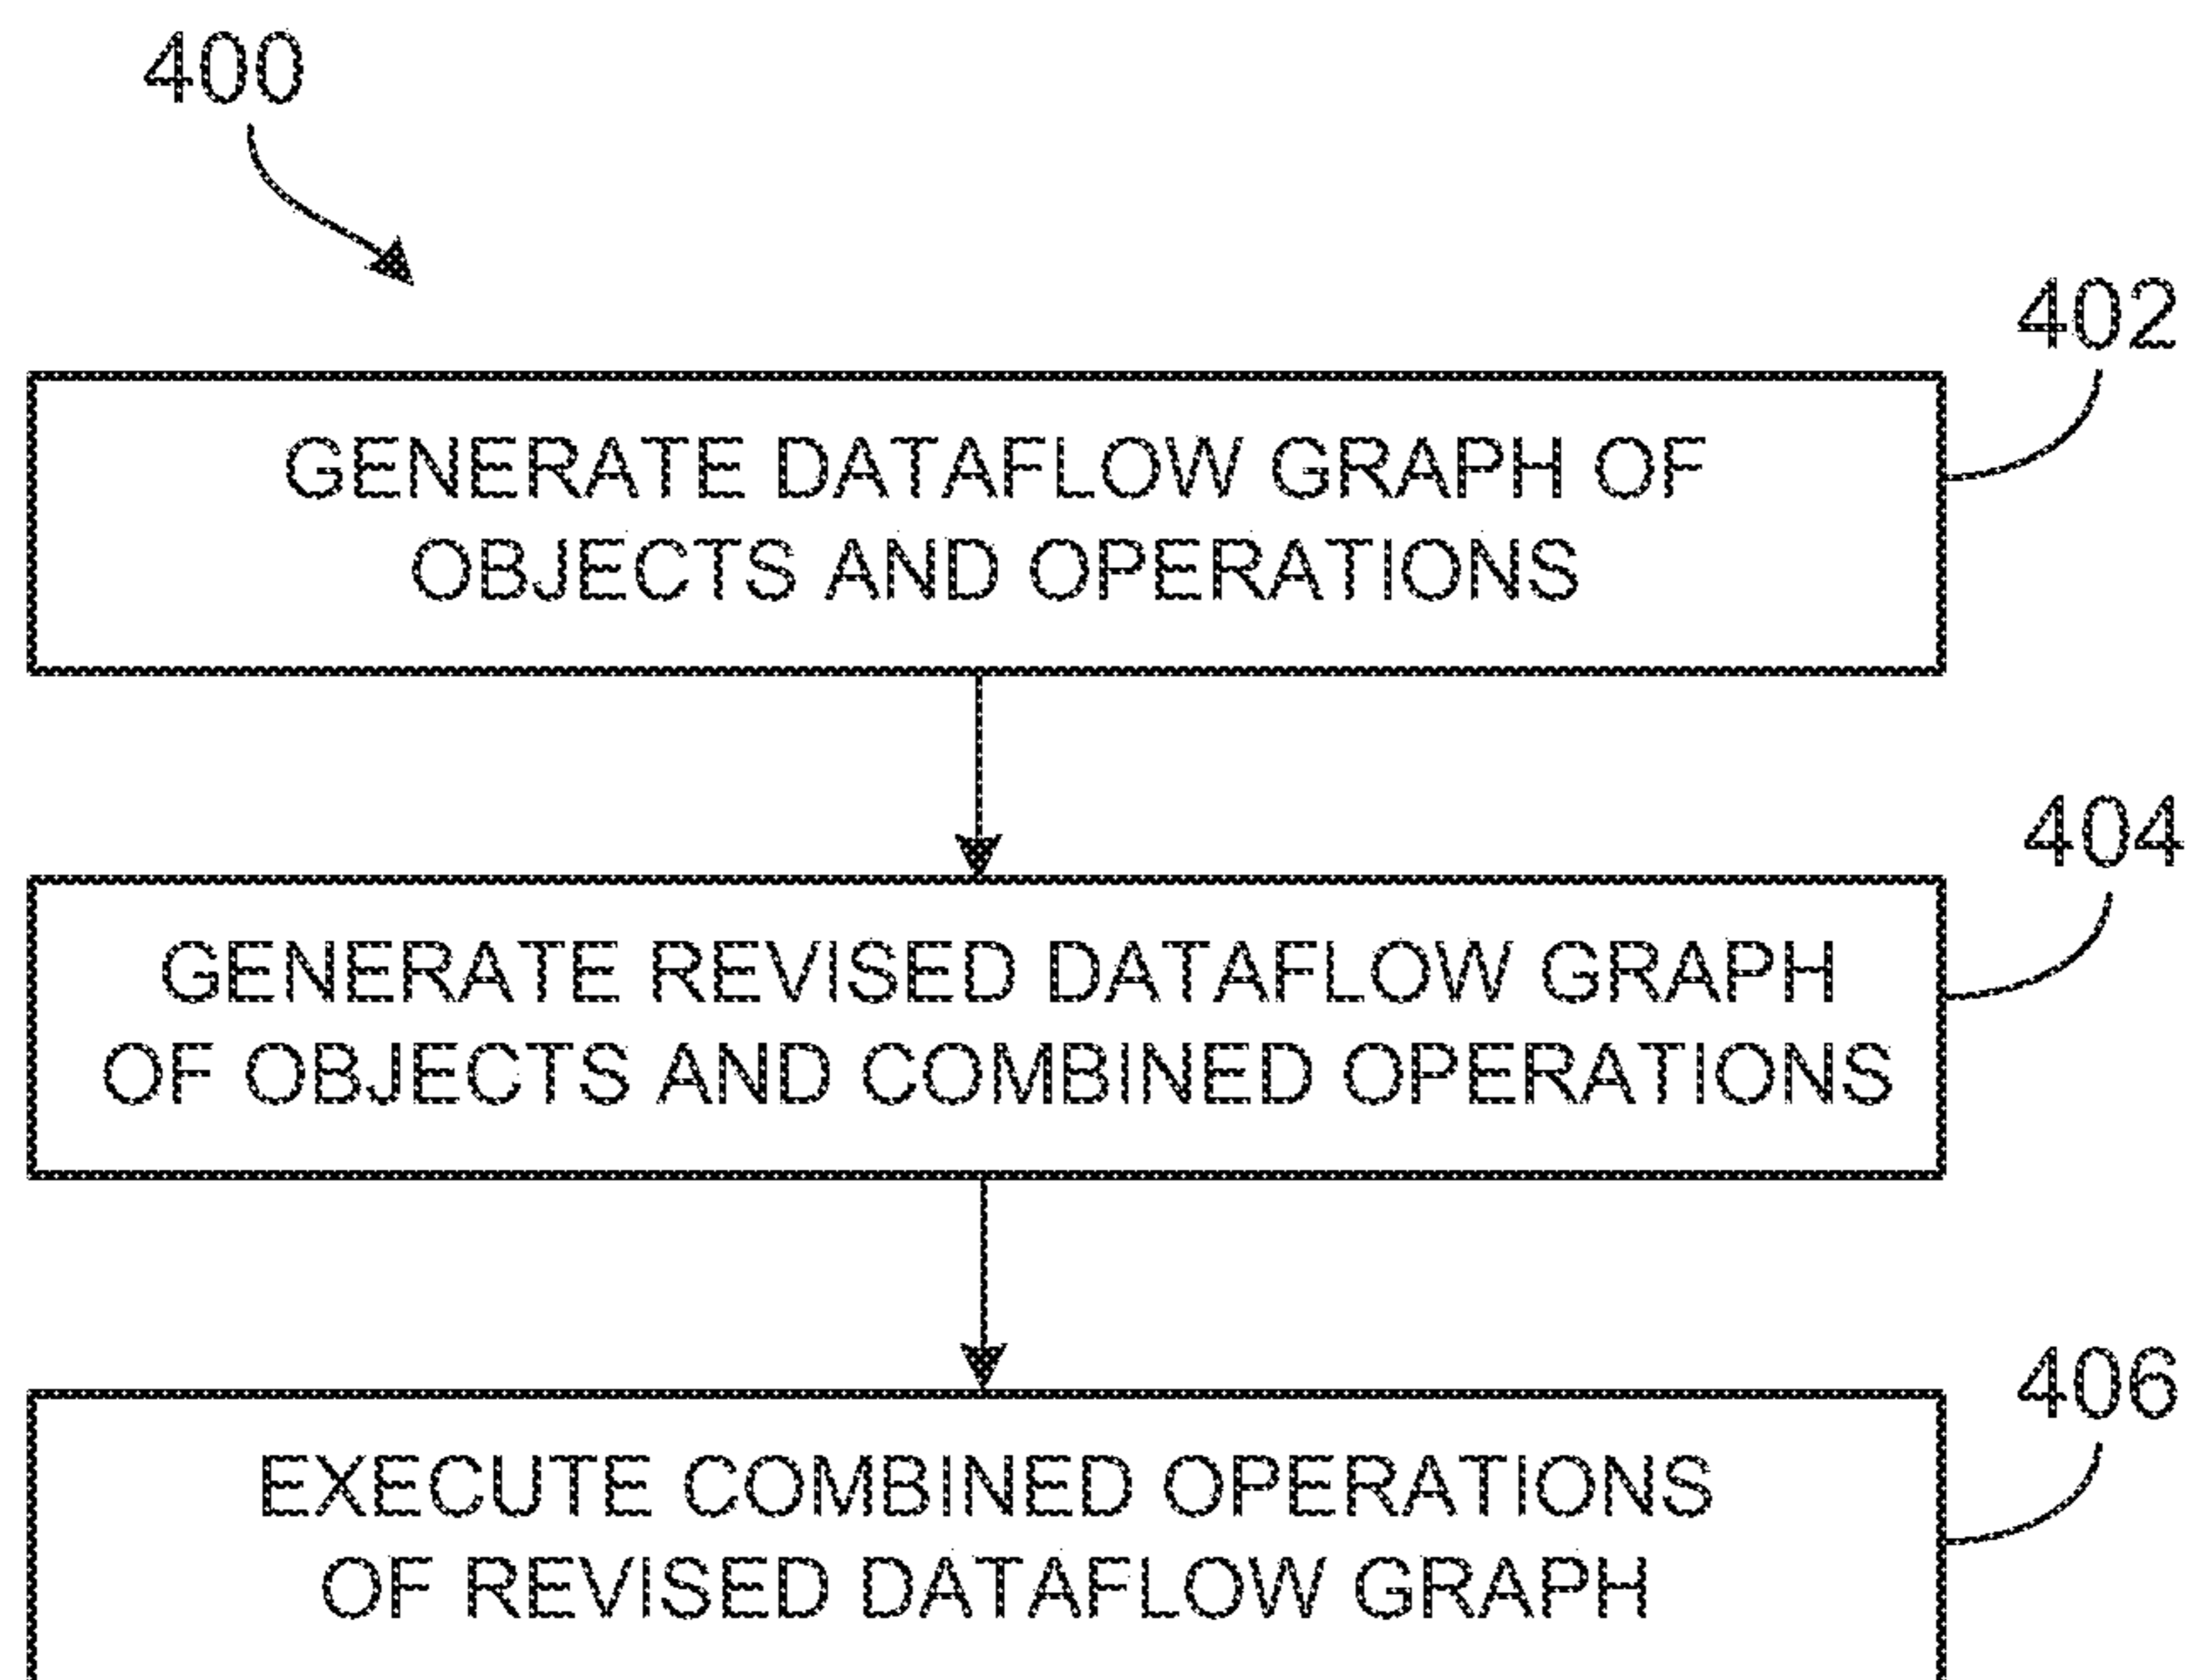 400
402
GENERATE DATAFLOW GRAPH OF
OBJECTS AND OPERATIONS
404
GENERATE REVISED DATAFLOW GRAPH
OF OBJECTS AND COMBINED OPERATIONS
406
EXECUTE COMBINED OPERATIONS
OF REVISED DATAFLOW GRAPH